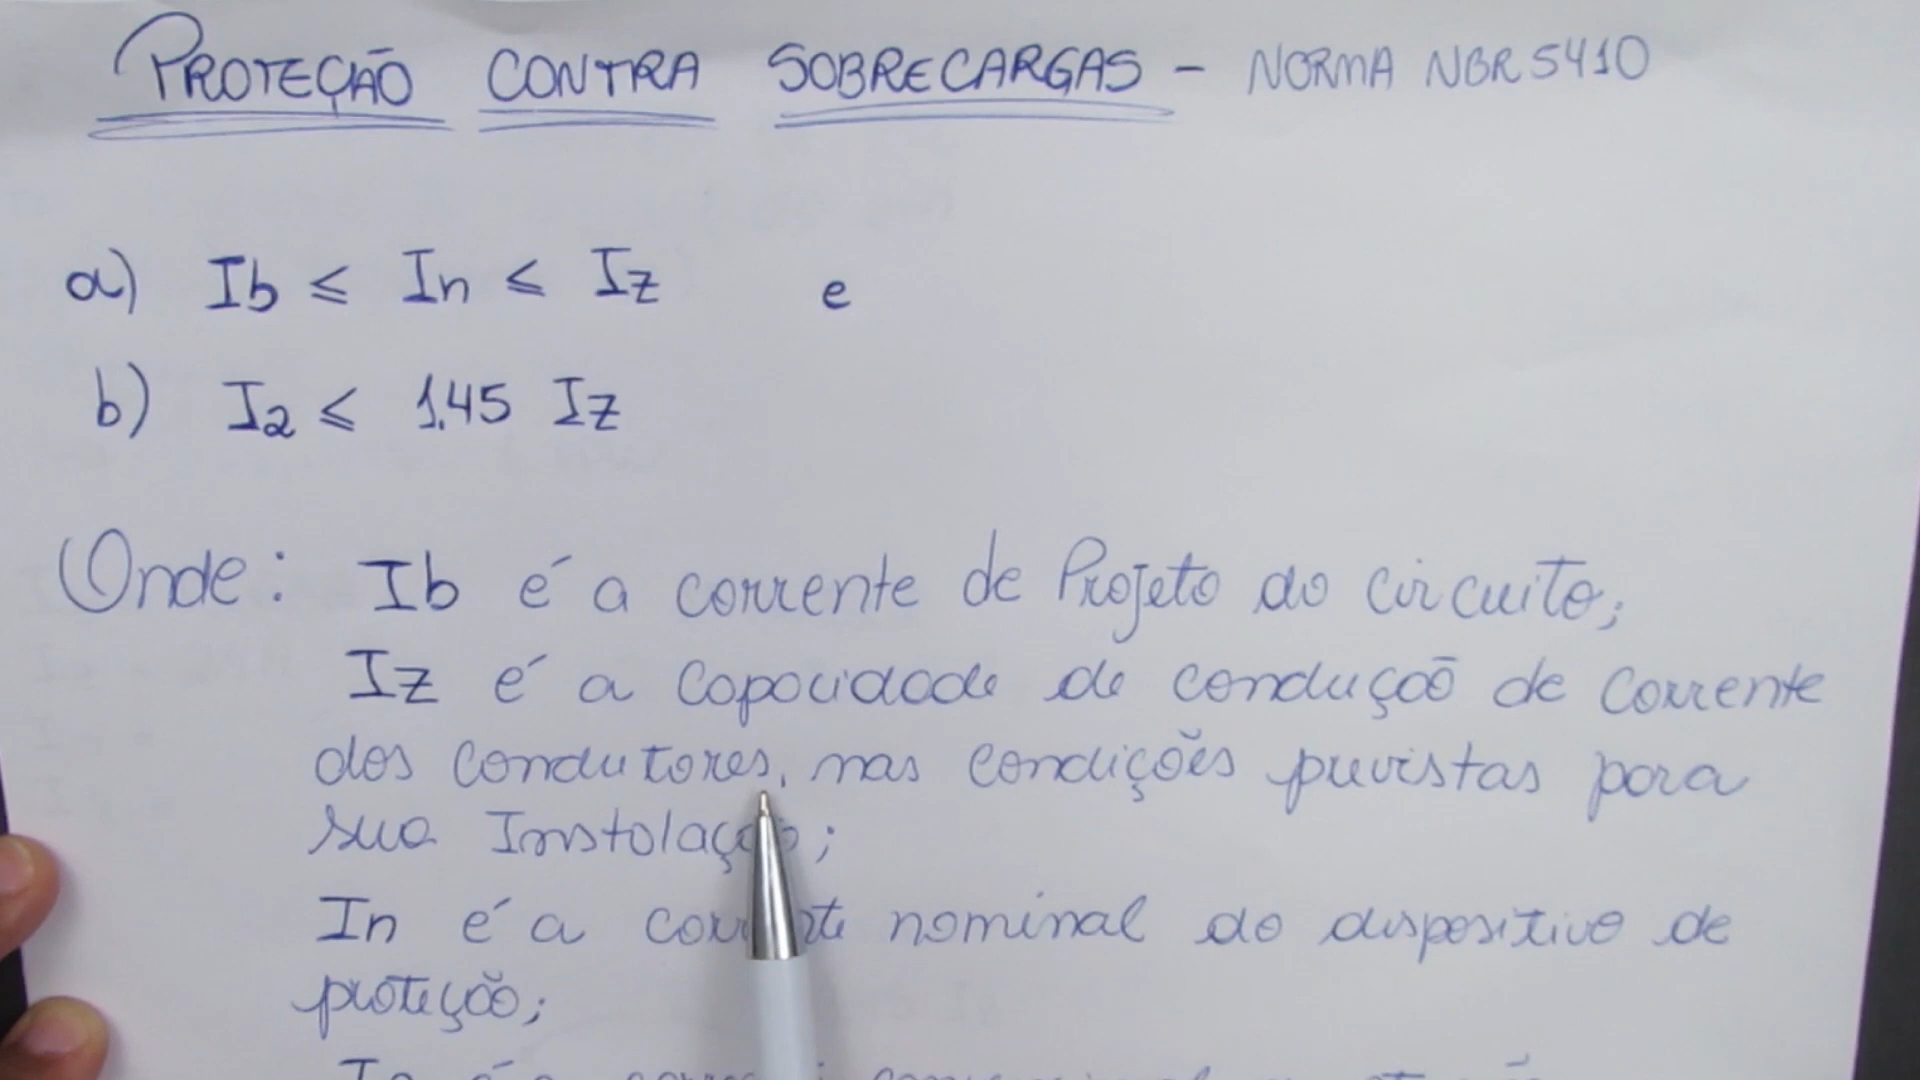 PROTEÇÃO CONTRA SOBRECARGAS - NORMA NBR 5410
a) Ib ≤ In ≤ Iz e
b) I2 ≤ 1.45 Iz
Onde: Ib é a corrente de Projeto do circuito;
Iz é a capacidade de condução de corrente
dos condutores, nas condições previstas para
sua Instalação;
In é a corrente nominal do dispositivo de
proteção;